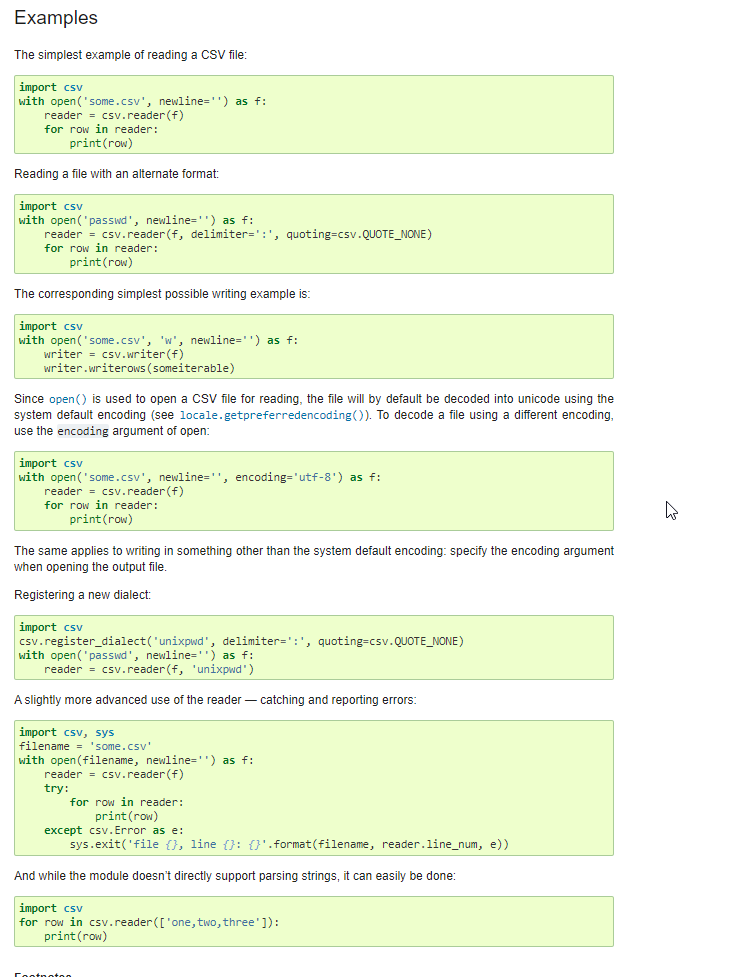 Examples
The simplest example of reading a CSV file:
import csv
with open('some.csv', newline='') as f:
    reader = csv.reader(f)
    for row in reader:
        print(row)
Reading a file with an alternate format:
import csv
with open('passwd', newline='') as f:
    reader = csv.reader(f, delimiter=':', quoting=csv.QUOTE_NONE)
    for row in reader:
        print(row)
The corresponding simplest possible writing example is:
import csv
with open('some.csv', 'w', newline='') as f:
    writer = csv.writer(f)
    writer.writerows(someiterable)
Since open() is used to open a CSV file for reading, the file will by default be decoded into unicode using the
system default encoding (see locale.getpreferredencoding()). To decode a file using a different encoding,
use the encoding argument of open:
import csv
with open('some.csv', newline='', encoding='utf-8') as f:
    reader = csv.reader(f)
    for row in reader:
        print(row)
The same applies to writing in something other than the system default encoding: specify the encoding argument
when opening the output file.
Registering a new dialect:
import csv
csv.register_dialect('unixpwd', delimiter=':', quoting=csv.QUOTE_NONE)
with open('passwd', newline='') as f:
    reader = csv.reader(f, 'unixpwd')
A slightly more advanced use of the reader — catching and reporting errors:
import csv, sys
filename = 'some.csv'
with open(filename, newline='') as f:
    reader = csv.reader(f)
    try:
        for row in reader:
            print(row)
    except csv.Error as e:
        sys.exit('file {}, line {}: {}'.format(filename, reader.line_num, e))
And while the module doesn’t directly support parsing strings, it can easily be done:
import csv
for row in csv.reader(['one,two,three']):
    print(row)
Footnotes